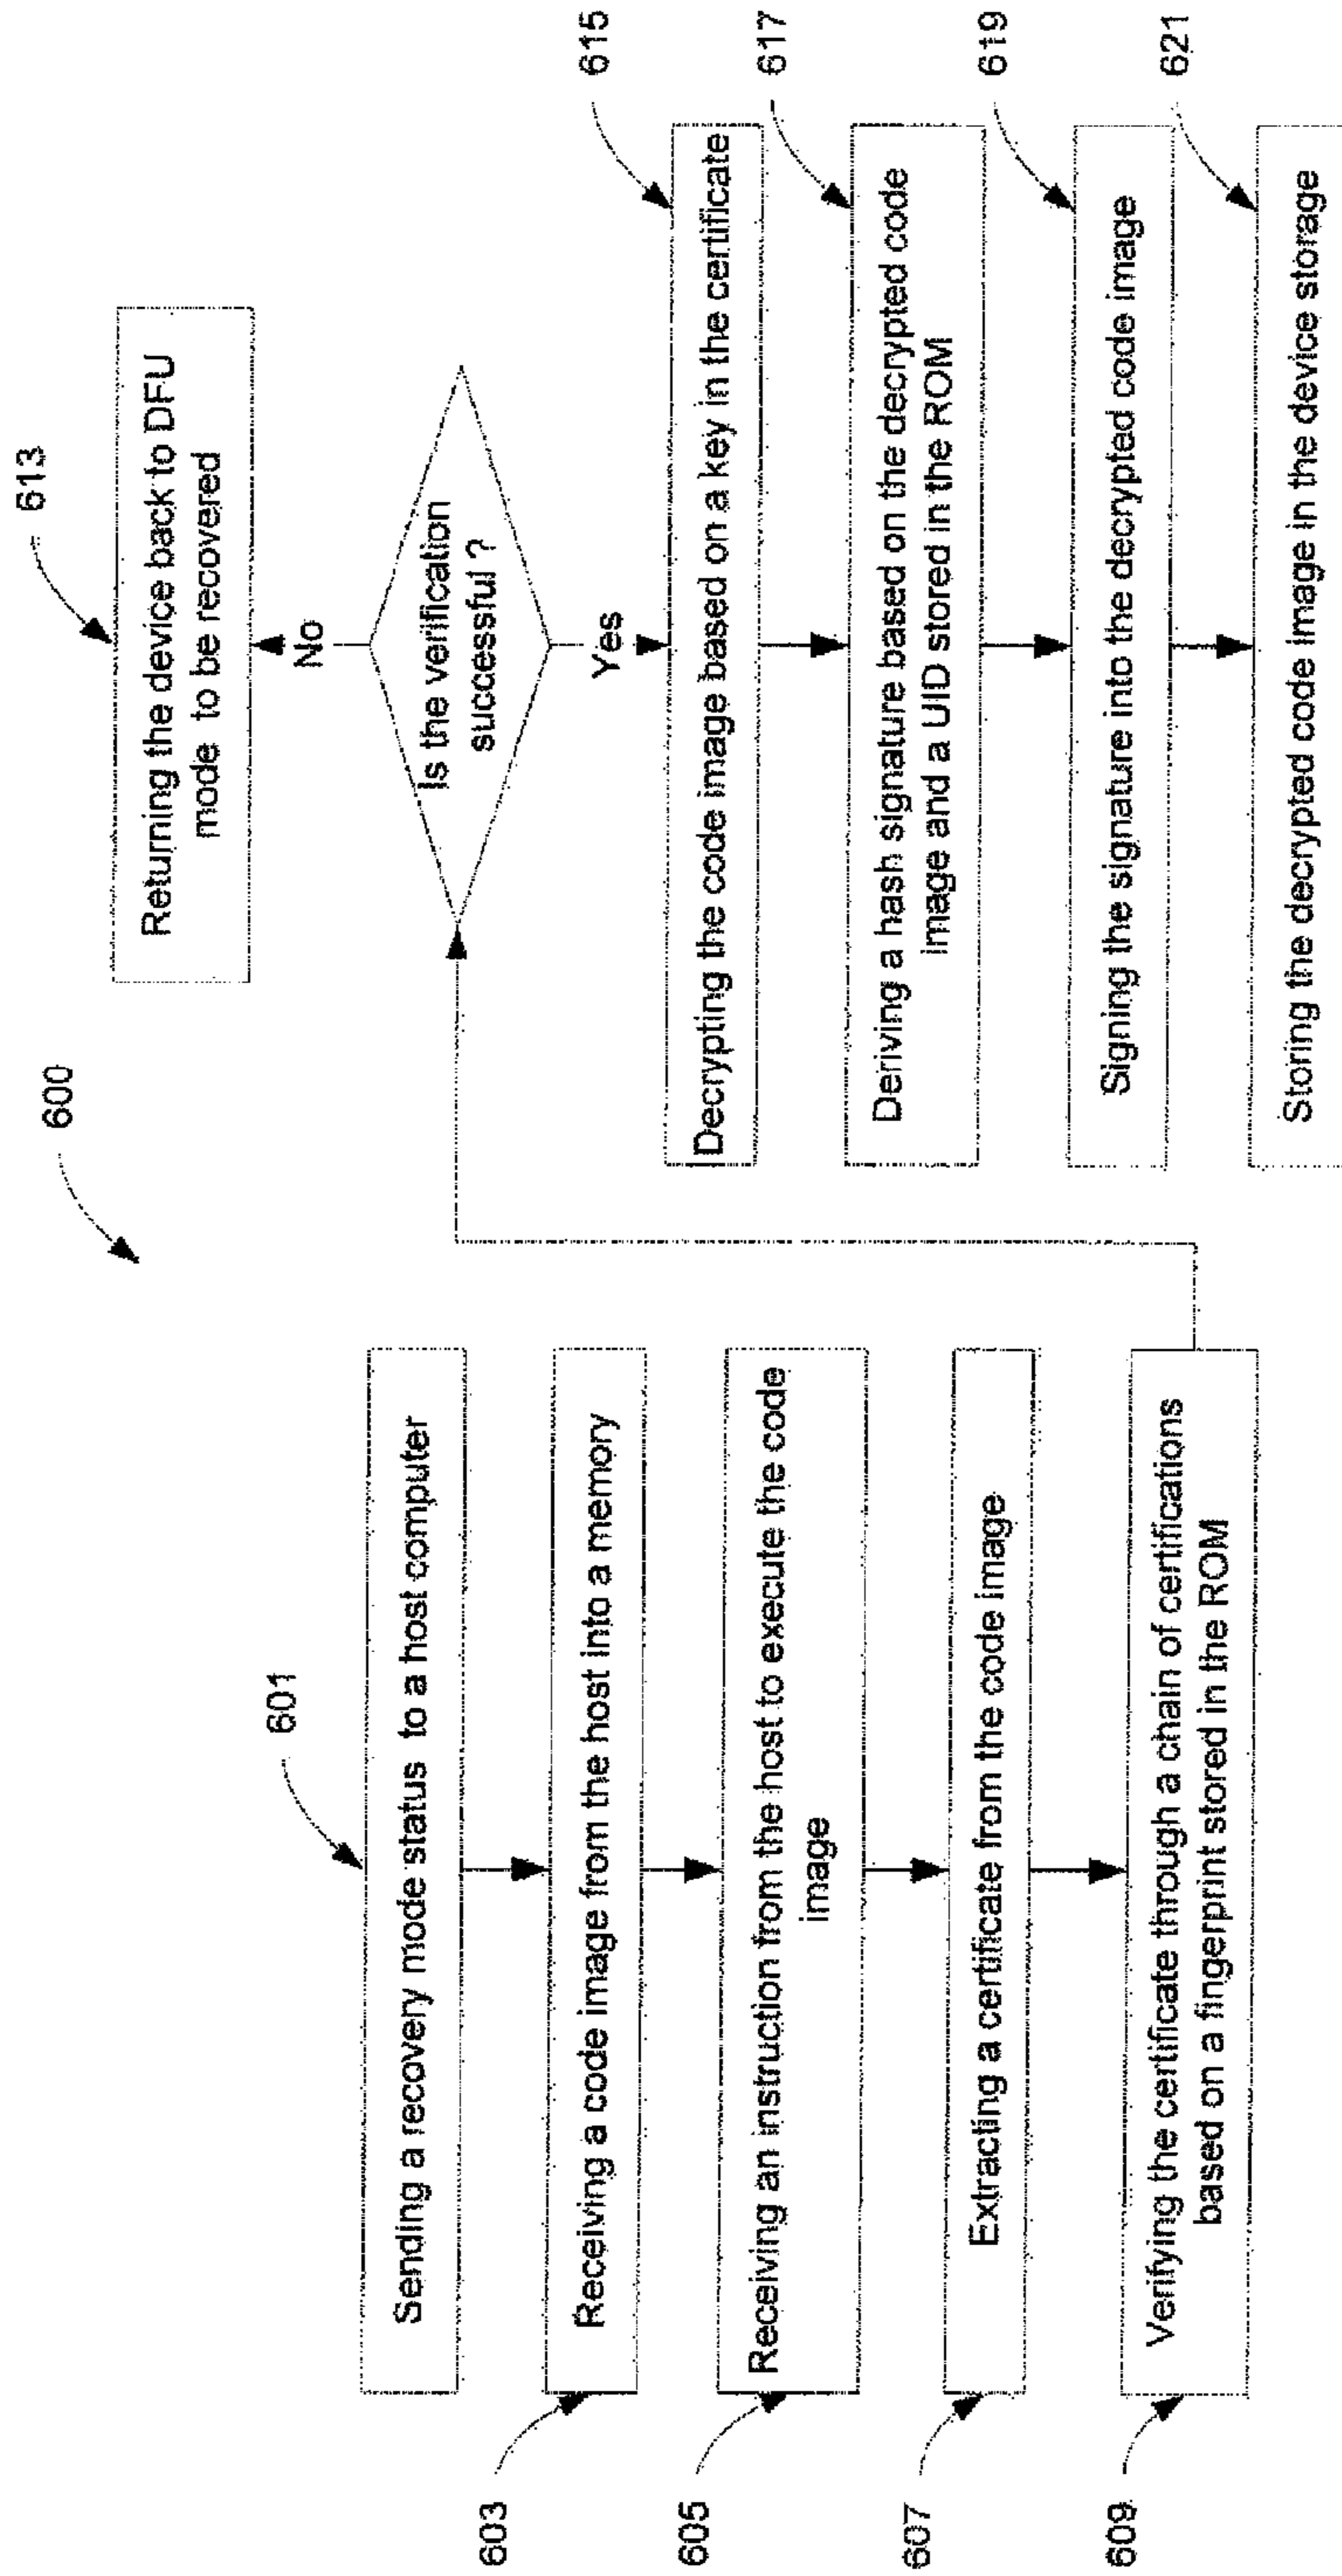 600
601
Sending a recovery mode status to a host computer
603
Receiving a code image from the host into a memory
605
Receiving an instruction from the host to execute the code
image
607
Extracting a certificate from the code image
609
Verifying the certificate through a chain of certifications
based on a fingerprint stored in the ROM
613
Returning the device back to DFU
mode to be recovered
No
Is the verification
successful ?
Yes
615
Decrypting the code image based on a key in the certificate
617
Deriving a hash signature based on the decrypted code
image and a UID stored in the ROM
619
Signing the signature into the decrypted code image
621
Storing the decrypted code image in the device storage